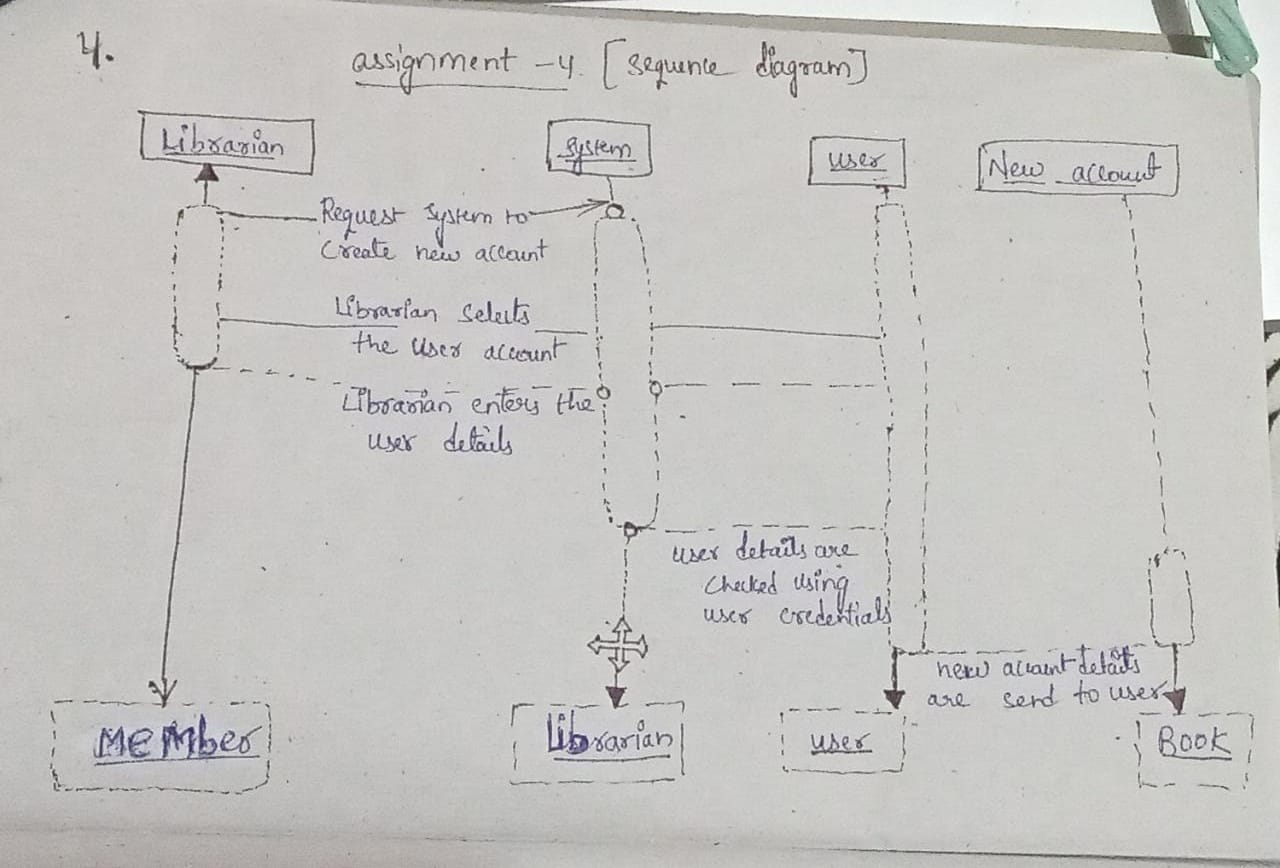 4.
assignment - 4. [sequence diagram]
Librarian
system
user
New account
Request system to
create new account
Librarian selects
the user account
Librarian enters the
user details
user details are
checked using
user credentials
new account details
are send to user
MEMber
Librarian
user
BOOK